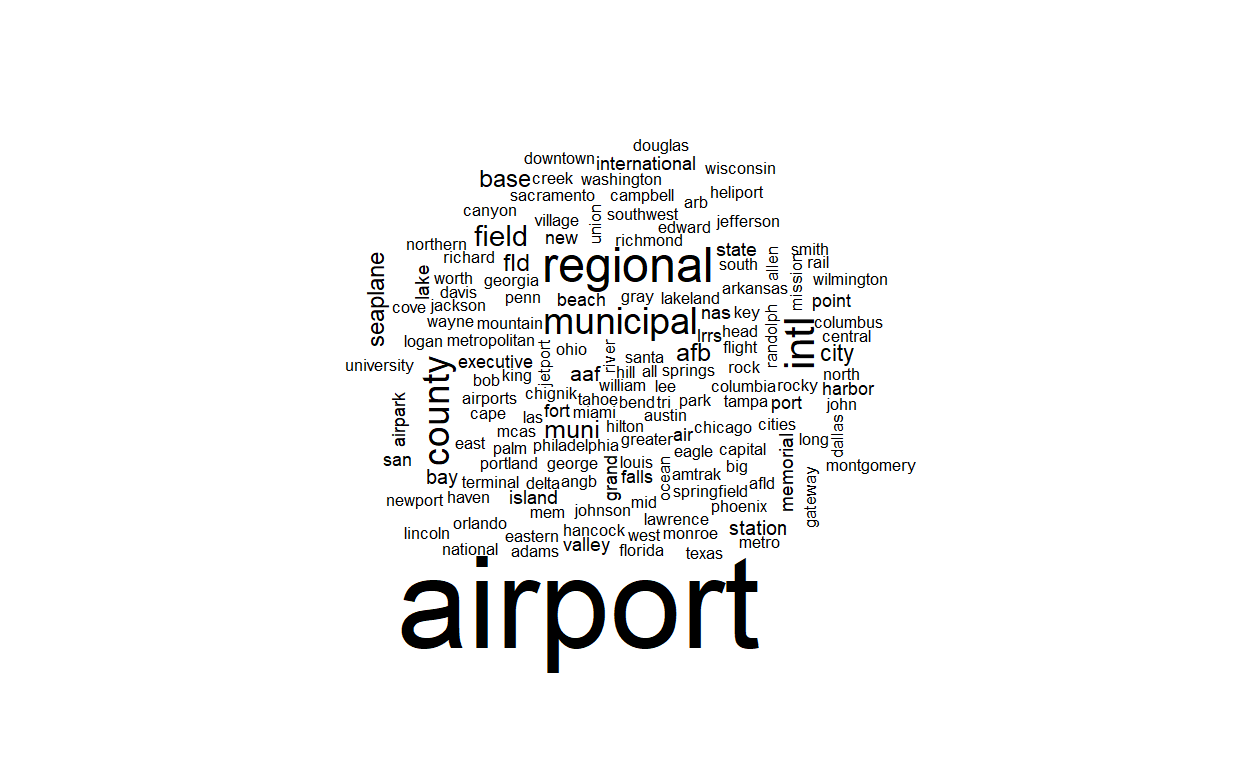 douglas
downtown international wisconsin
base creek washington
sacramento campbell arb heliport
canyon village union southwest edward jefferson
field new richmond
northern richard fld regional state south allen smith rail
seaplane lake worth georgia mission wilmington
davis penn beach gray lakeland arkansas point
cove jackson
wayne mountain municipal nas key randolph intl columbus
logan metropolitan lrrs head central
university executive jetport ohio river santa afb flight city
bob king aaf hill all springs rock north
airpark county airports chignik tahoe william lee columbia rocky harbor
cape las fort miami bend tri park tampa port john
mcas muni hilton austin air chicago cities dallas
east palm philadelphia greater memorial long
san portland george grand louis ocean eagle capital montgomery
bay terminal delta angb falls amtrak big gateway
newport haven island springfield afld
mem johnson mid phoenix
lincoln orlando eastern hancock west lawrence monroe station
national adams valley florida texas metro
airport